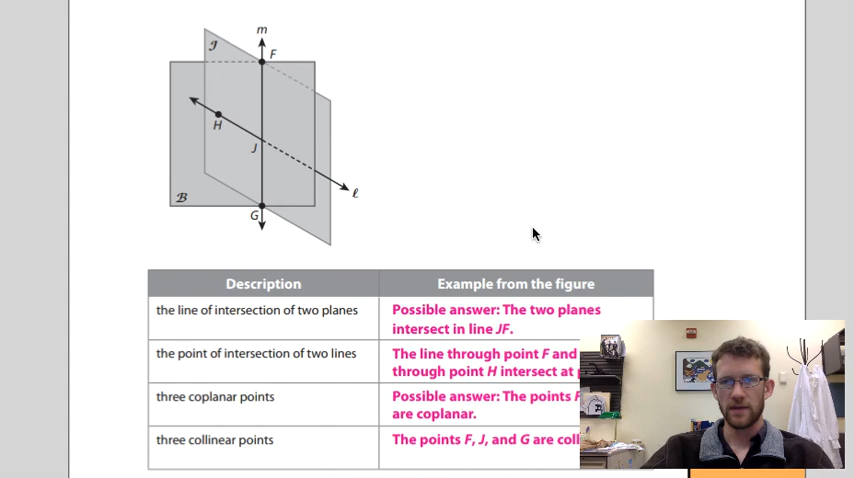 m
ℐ
F
H
J
ℓ
ℬ
G
Description
Example from the figure
the line of intersection of two planes
Possible answer: The two planes
intersect in line JF.
the point of intersection of two lines
The line through point F and
through point H intersect at
three coplanar points
Possible answer: The points
are coplanar.
three collinear points
The points F, J, and G are